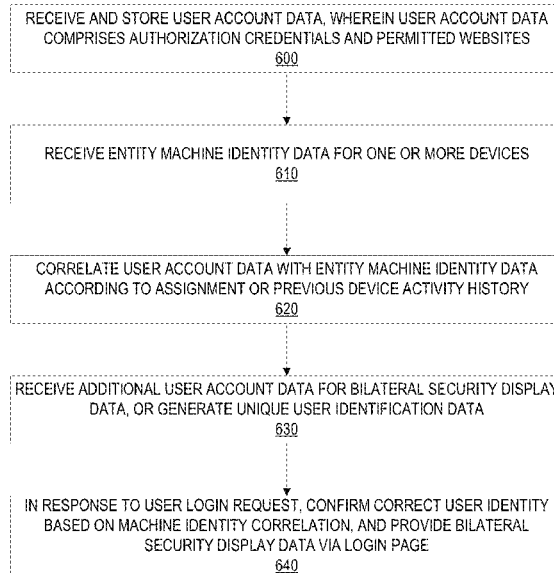 RECEIVE AND STORE USER ACCOUNT DATA, WHEREIN USER ACCOUNT DATA
COMPRISES AUTHORIZATION CREDENTIALS AND PERMITTED WEBSITES
600
RECEIVE ENTITY MACHINE IDENTITY DATA FOR ONE OR MORE DEVICES
610
CORRELATE USER ACCOUNT DATA WITH ENTITY MACHINE IDENTITY DATA
ACCORDING TO ASSIGNMENT OR PREVIOUS DEVICE ACTIVITY HISTORY
620
RECEIVE ADDITIONAL USER ACCOUNT DATA FOR BILATERAL SECURITY DISPLAY
DATA, OR GENERATE UNIQUE USER IDENTIFICATION DATA
630
IN RESPONSE TO USER LOGIN REQUEST, CONFIRM CORRECT USER IDENTITY
BASED ON MACHINE IDENTITY CORRELATION, AND PROVIDE BILATERAL
SECURITY DISPLAY DATA VIA LOGIN PAGE
640